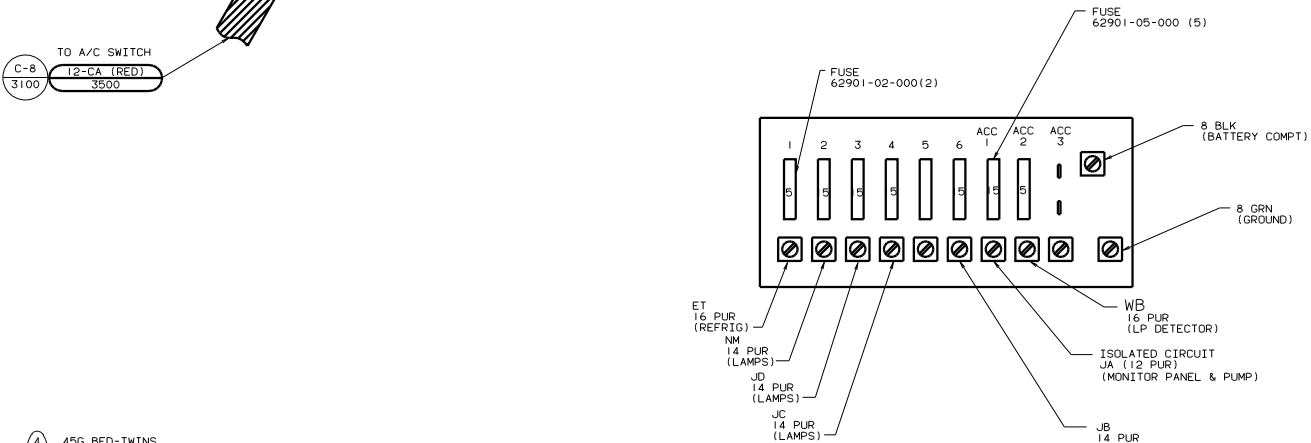 TO A/C SWITCH
C-8
3100
12-CA (RED)
3500
FUSE
62901-05-000 (5)
FUSE
62901-02-000(2)
1 2 3 4 5 6 ACC 1 ACC 2 ACC 3
5 5 15 5 15 15 5
8 BLK
(BATTERY COMPT)
8 GRN
(GROUND)
ET
16 PUR
(REFRIG)
NM
14 PUR
(LAMPS)
JD
14 PUR
(LAMPS)
JC
14 PUR
(LAMPS)
WB
16 PUR
(LP DETECTOR)
ISOLATED CIRCUIT
JA (12 PUR)
(MONITOR PANEL & PUMP)
JB
14 PUR
4 45G BED-TWINS